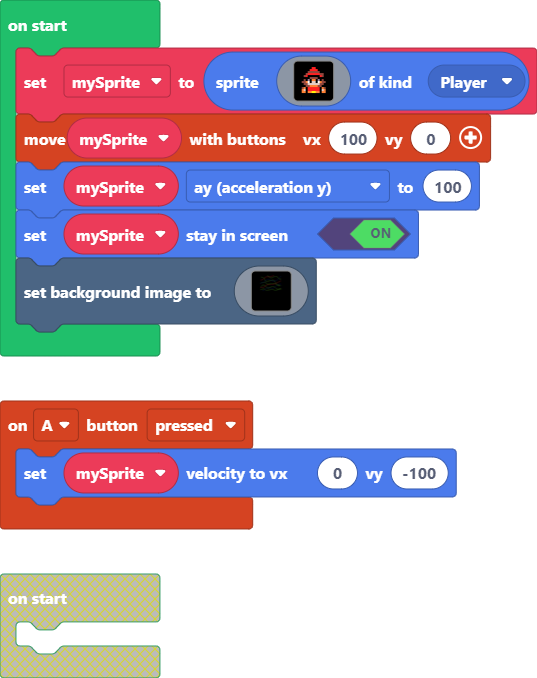 on start
set mySprite to sprite of kind Player
move mySprite with buttons vx 100 vy 0
set mySprite ay (acceleration y) to 100
set mySprite stay in screen ON
set background image to
on A button pressed
set mySprite velocity to vx 0 vy -100
on start